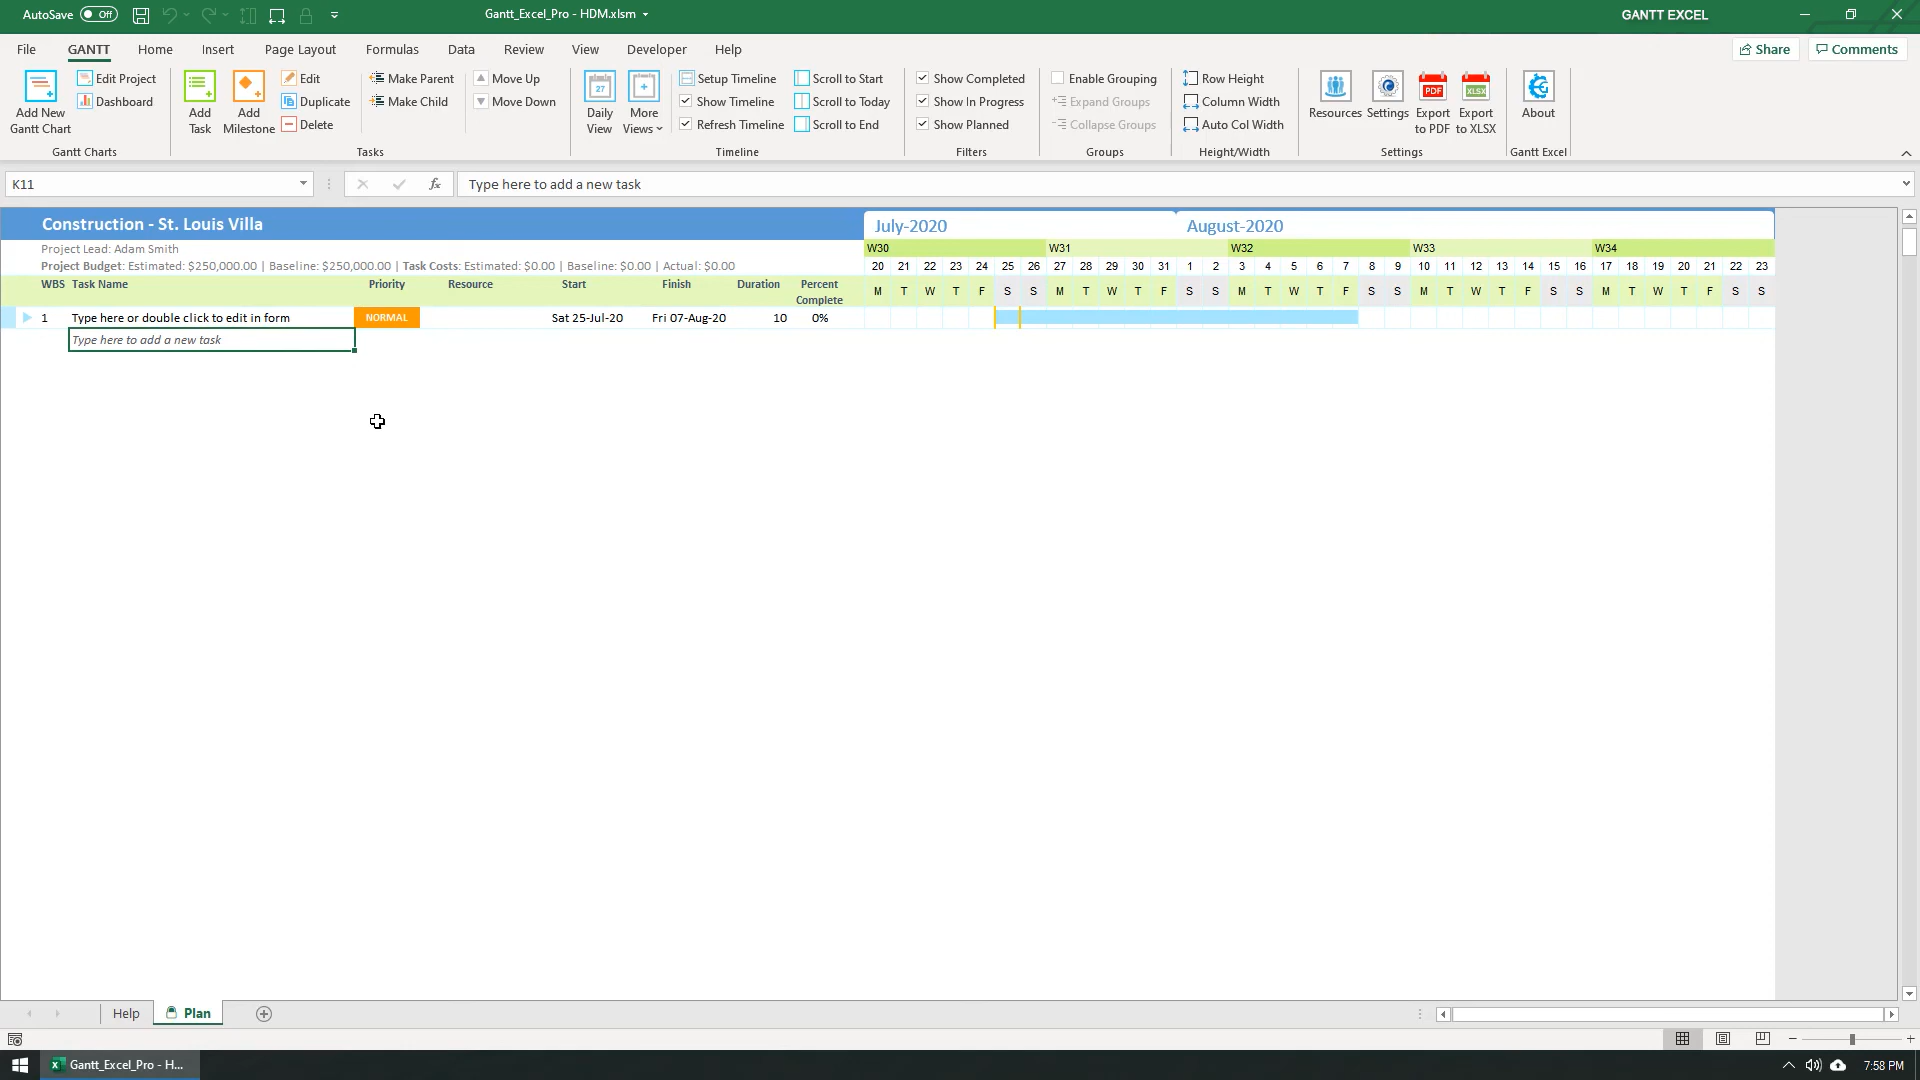 AutoSave Off Gantt_Excel_Pro - HDM.xlsm GANTT EXCEL
File GANTT Home Insert Page Layout Formulas Data Review View Developer Help Share Comments
Add New Gantt Chart
Edit Project
Dashboard
Gantt Charts
Add Task
Add Milestone
Edit
Duplicate
Delete
Make Parent
Make Child
Move Up
Move Down
Tasks
27
Daily View
More Views
Setup Timeline
Show Timeline
Refresh Timeline
Scroll to Start
Scroll to Today
Scroll to End
Timeline
Show Completed
Show In Progress
Show Planned
Filters
Enable Grouping
Expand Groups
Collapse Groups
Groups
Row Height
Column Width
Auto Col Width
Height/Width
Resources
Settings
PDF
Export to PDF
XLSX
Export to XLSX
Settings
About
Gantt Excel
K11 fx Type here to add a new task
Construction - St. Louis Villa July-2020 August-2020
Project Lead: Adam Smith W30 W31 W32 W33 W34
Project Budget: Estimated: $250,000.00 | Baseline: $250,000.00 | Task Costs: Estimated: $0.00 | Baseline: $0.00 | Actual: $0.00 20 21 22 23 24 25 26 27 28 29 30 31 1 2 3 4 5 6 7 8 9 10 11 12 13 14 15 16 17 18 19 20 21 22 23
WBS Task Name Priority Resource Start Finish Duration Percent Complete M T W T F S S M T W T F S S M T W T F S S M T W T F S S M T W T F S S
1 Type here or double click to edit in form NORMAL Sat 25-Jul-20 Fri 07-Aug-20 10 0%
Type here to add a new task
Help Plan
Gantt_Excel_Pro - H... 7:58 PM